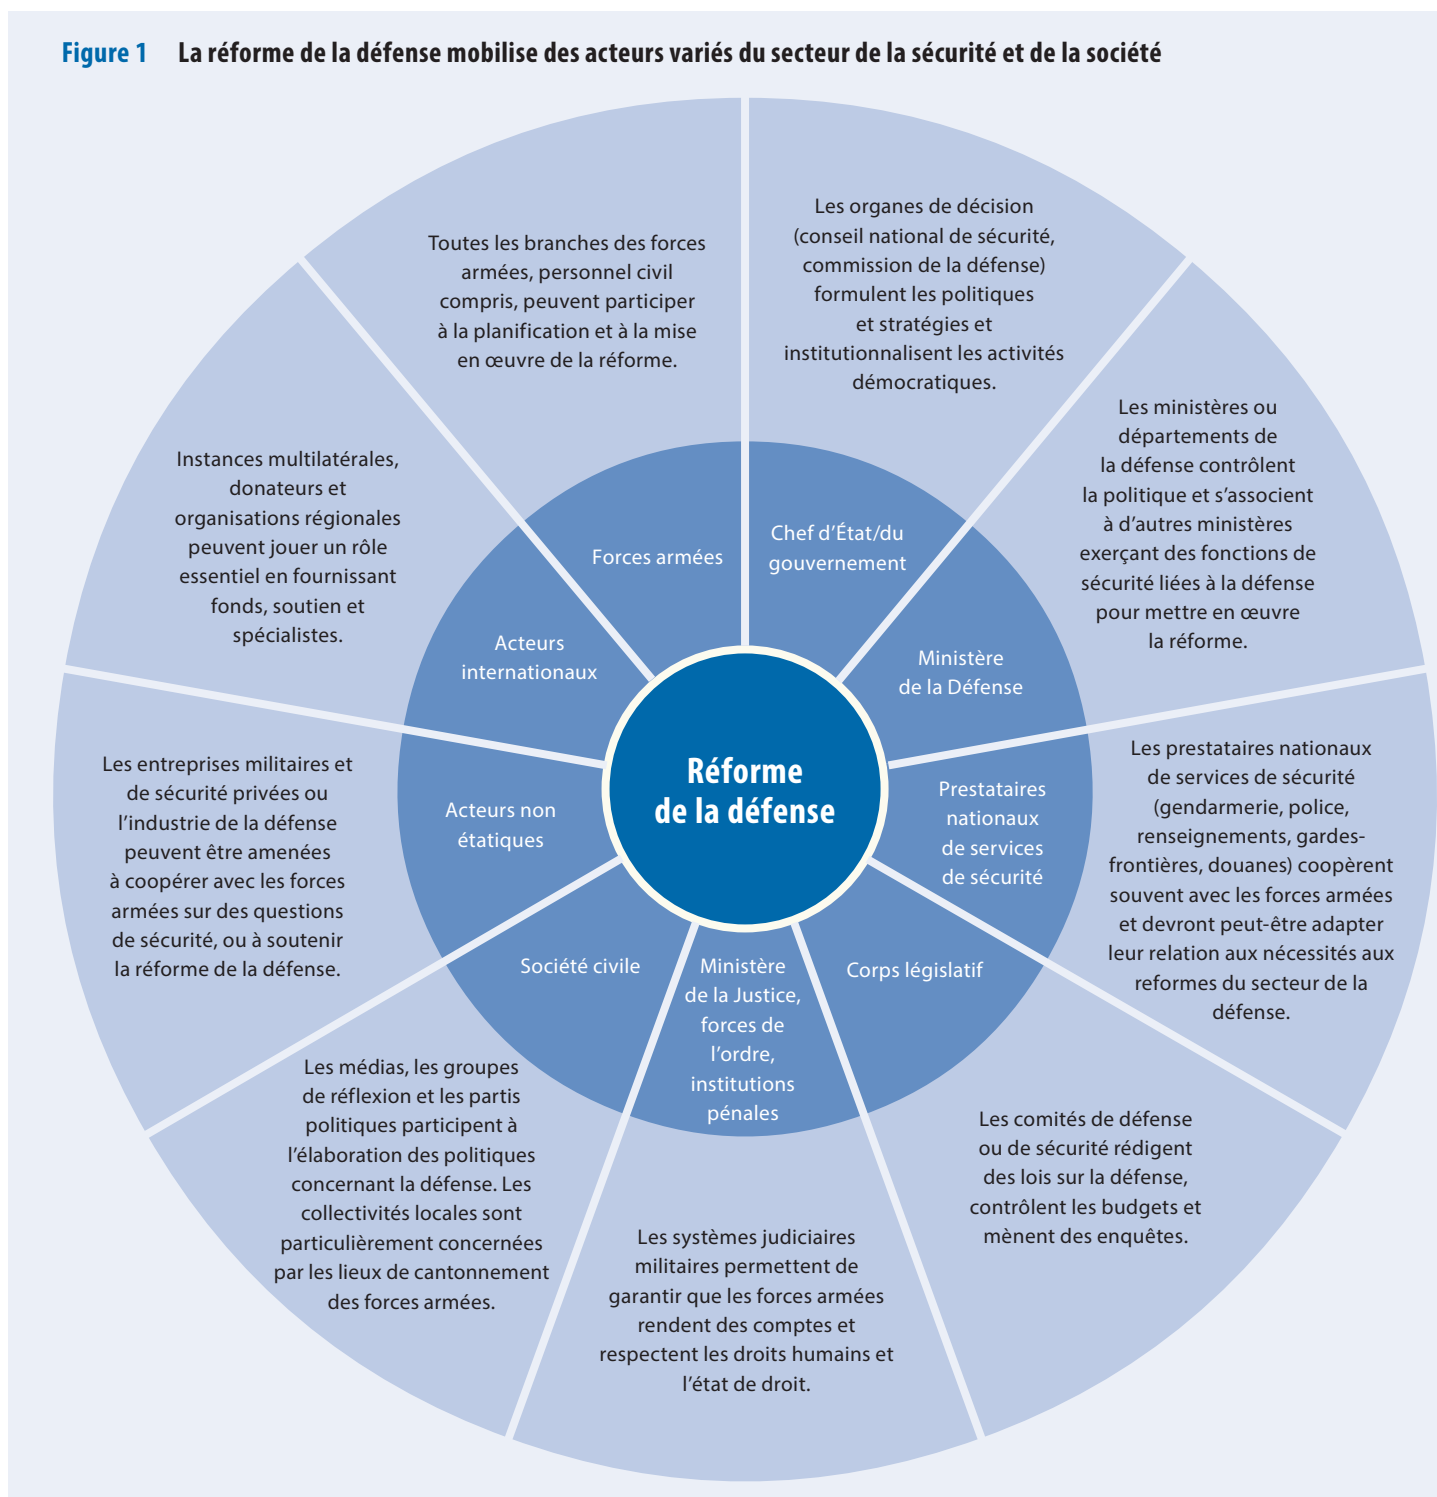 Figure 1 La réforme de la défense mobilise des acteurs variés du secteur de la sécurité et de la société
Réforme
de la défense
Chef d’État/du
gouvernement
Les organes de décision
(conseil national de sécurité,
commission de la défense)
formulent les politiques
et stratégies et
institutionnalisent les activités
démocratiques.
Ministère
de la Défense
Les ministères ou
départements de
la défense contrôlent
la politique et s’associent
à d’autres ministères
exerçant des fonctions de
sécurité liées à la défense
pour mettre en œuvre
la réforme.
Prestataires
nationaux
de services
de sécurité
Les prestataires nationaux
de services de sécurité
(gendarmerie, police,
renseignements, gardes-
frontières, douanes) coopèrent
souvent avec les forces armées
et devront peut-être adapter
leur relation aux nécessités aux
reformes du secteur de la
défense.
Corps législatif
Les comités de défense
ou de sécurité rédigent
des lois sur la défense,
contrôlent les budgets et
mènent des enquêtes.
Ministère
de la Justice,
forces de
l’ordre,
institutions
pénales
Les systèmes judiciaires
militaires permettent de
garantir que les forces armées
rendent des comptes et
respectent les droits humains et
l’état de droit.
Société civile
Les médias, les groupes
de réflexion et les partis
politiques participent à
l’élaboration des politiques
concernant la défense. Les
collectivités locales sont
particulièrement concernées
par les lieux de cantonnement
des forces armées.
Acteurs non
étatiques
Les entreprises militaires et
de sécurité privées ou
l’industrie de la défense
peuvent être amenées
à coopérer avec les forces
armées sur des questions
de sécurité, ou à soutenir
la réforme de la défense.
Acteurs
internationaux
Instances multilatérales,
donateurs et
organisations régionales
peuvent jouer un rôle
essentiel en fournissant
fonds, soutien et
spécialistes.
Forces armées
Toutes les branches des forces
armées, personnel civil
compris, peuvent participer
à la planification et à la mise
en œuvre de la réforme.